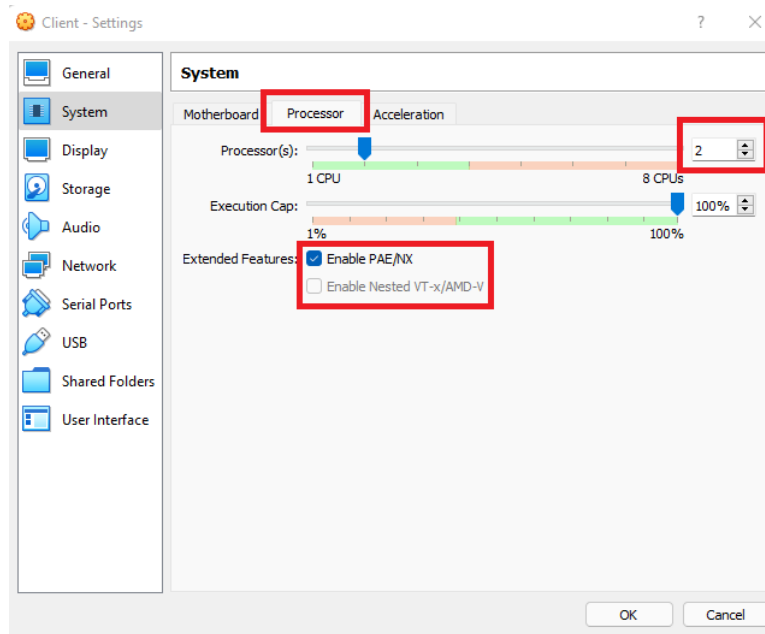 Client - Settings
General
System
Display
Storage
Audio
Network
Serial Ports
USB
Shared Folders
User Interface
System
Motherboard Processor Acceleration
Processor(s): 2
1 CPU 8 CPUs
Execution Cap: 100%
1% 100%
Extended Features: Enable PAE/NX
Enable Nested VT-x/AMD-V
OK Cancel